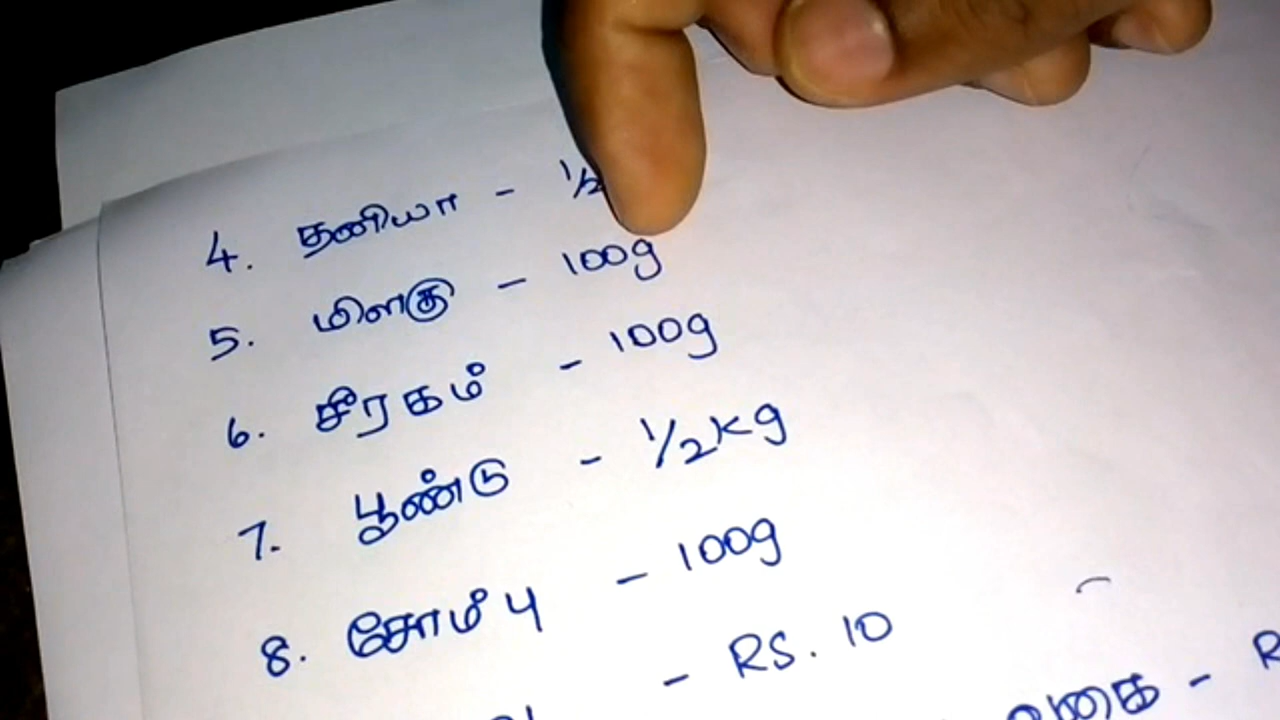 4. தனியா - 1/2
5. மிளகு - 100g
6. சீரகம் - 100g
7. பூண்டு - 1/2kg
8. சோம்பு - 100g
- RS. 10